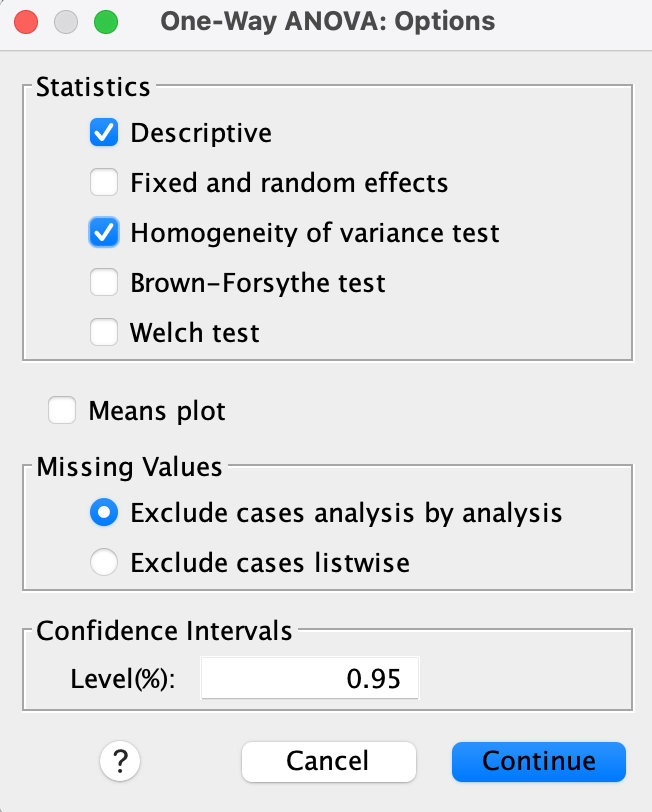 One-Way ANOVA: Options
Statistics
Descriptive
Fixed and random effects
Homogeneity of variance test
Brown-Forsythe test
Welch test
Means plot
Missing Values
Exclude cases analysis by analysis
Exclude cases listwise
Confidence Intervals
Level(%): 0.95
? Cancel Continue